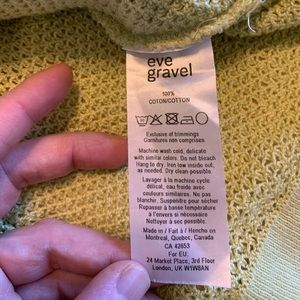 eve
gravel
100%
COTON/COTTON
Exclusive of trimmings
Garnitures non comprises
Machine wash cold, delicate
with similar colors. Do not bleach
Hang to dry. Iron low inside out,
as needed. Dry clean possible.
Lavager à la machine cycle
délicat, eau froide avec
couleurs similaires. Ne pas
blanchir. Suspendre pour sécher
Repasser à basse température
à l'envers si nécessaire.
Nettoyage à sec possible
Made in / Fait à / Hencho en
Montreal, Quebec, Canada
CA 42653
For EU:
24 Market Place, 3rd Floor
London, UK W1W8AN